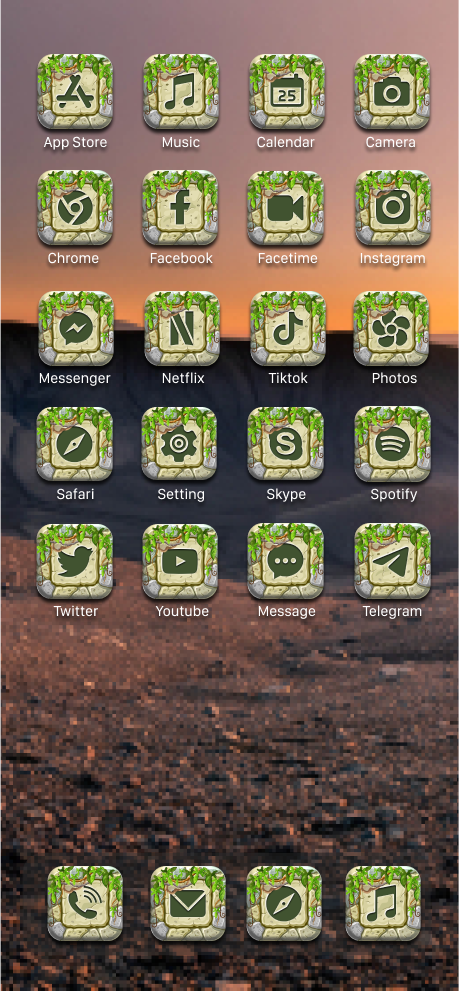 App Store Music Calendar Camera
25
Chrome Facebook Facetime Instagram
Messenger Netflix Tiktok Photos
Safari Setting Skype Spotify
Twitter Youtube Message Telegram